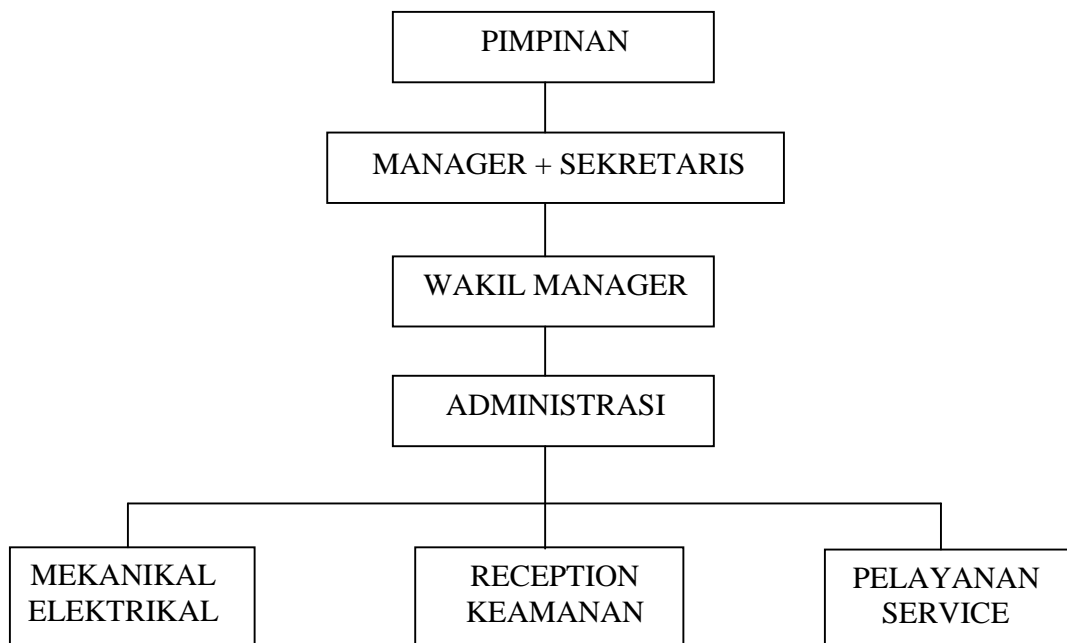 PIMPINAN
MANAGER + SEKRETARIS
WAKIL MANAGER
ADMINISTRASI
MEKANIKAL
ELEKTRIKAL
RECEPTION
KEAMANAN
PELAYANAN
SERVICE